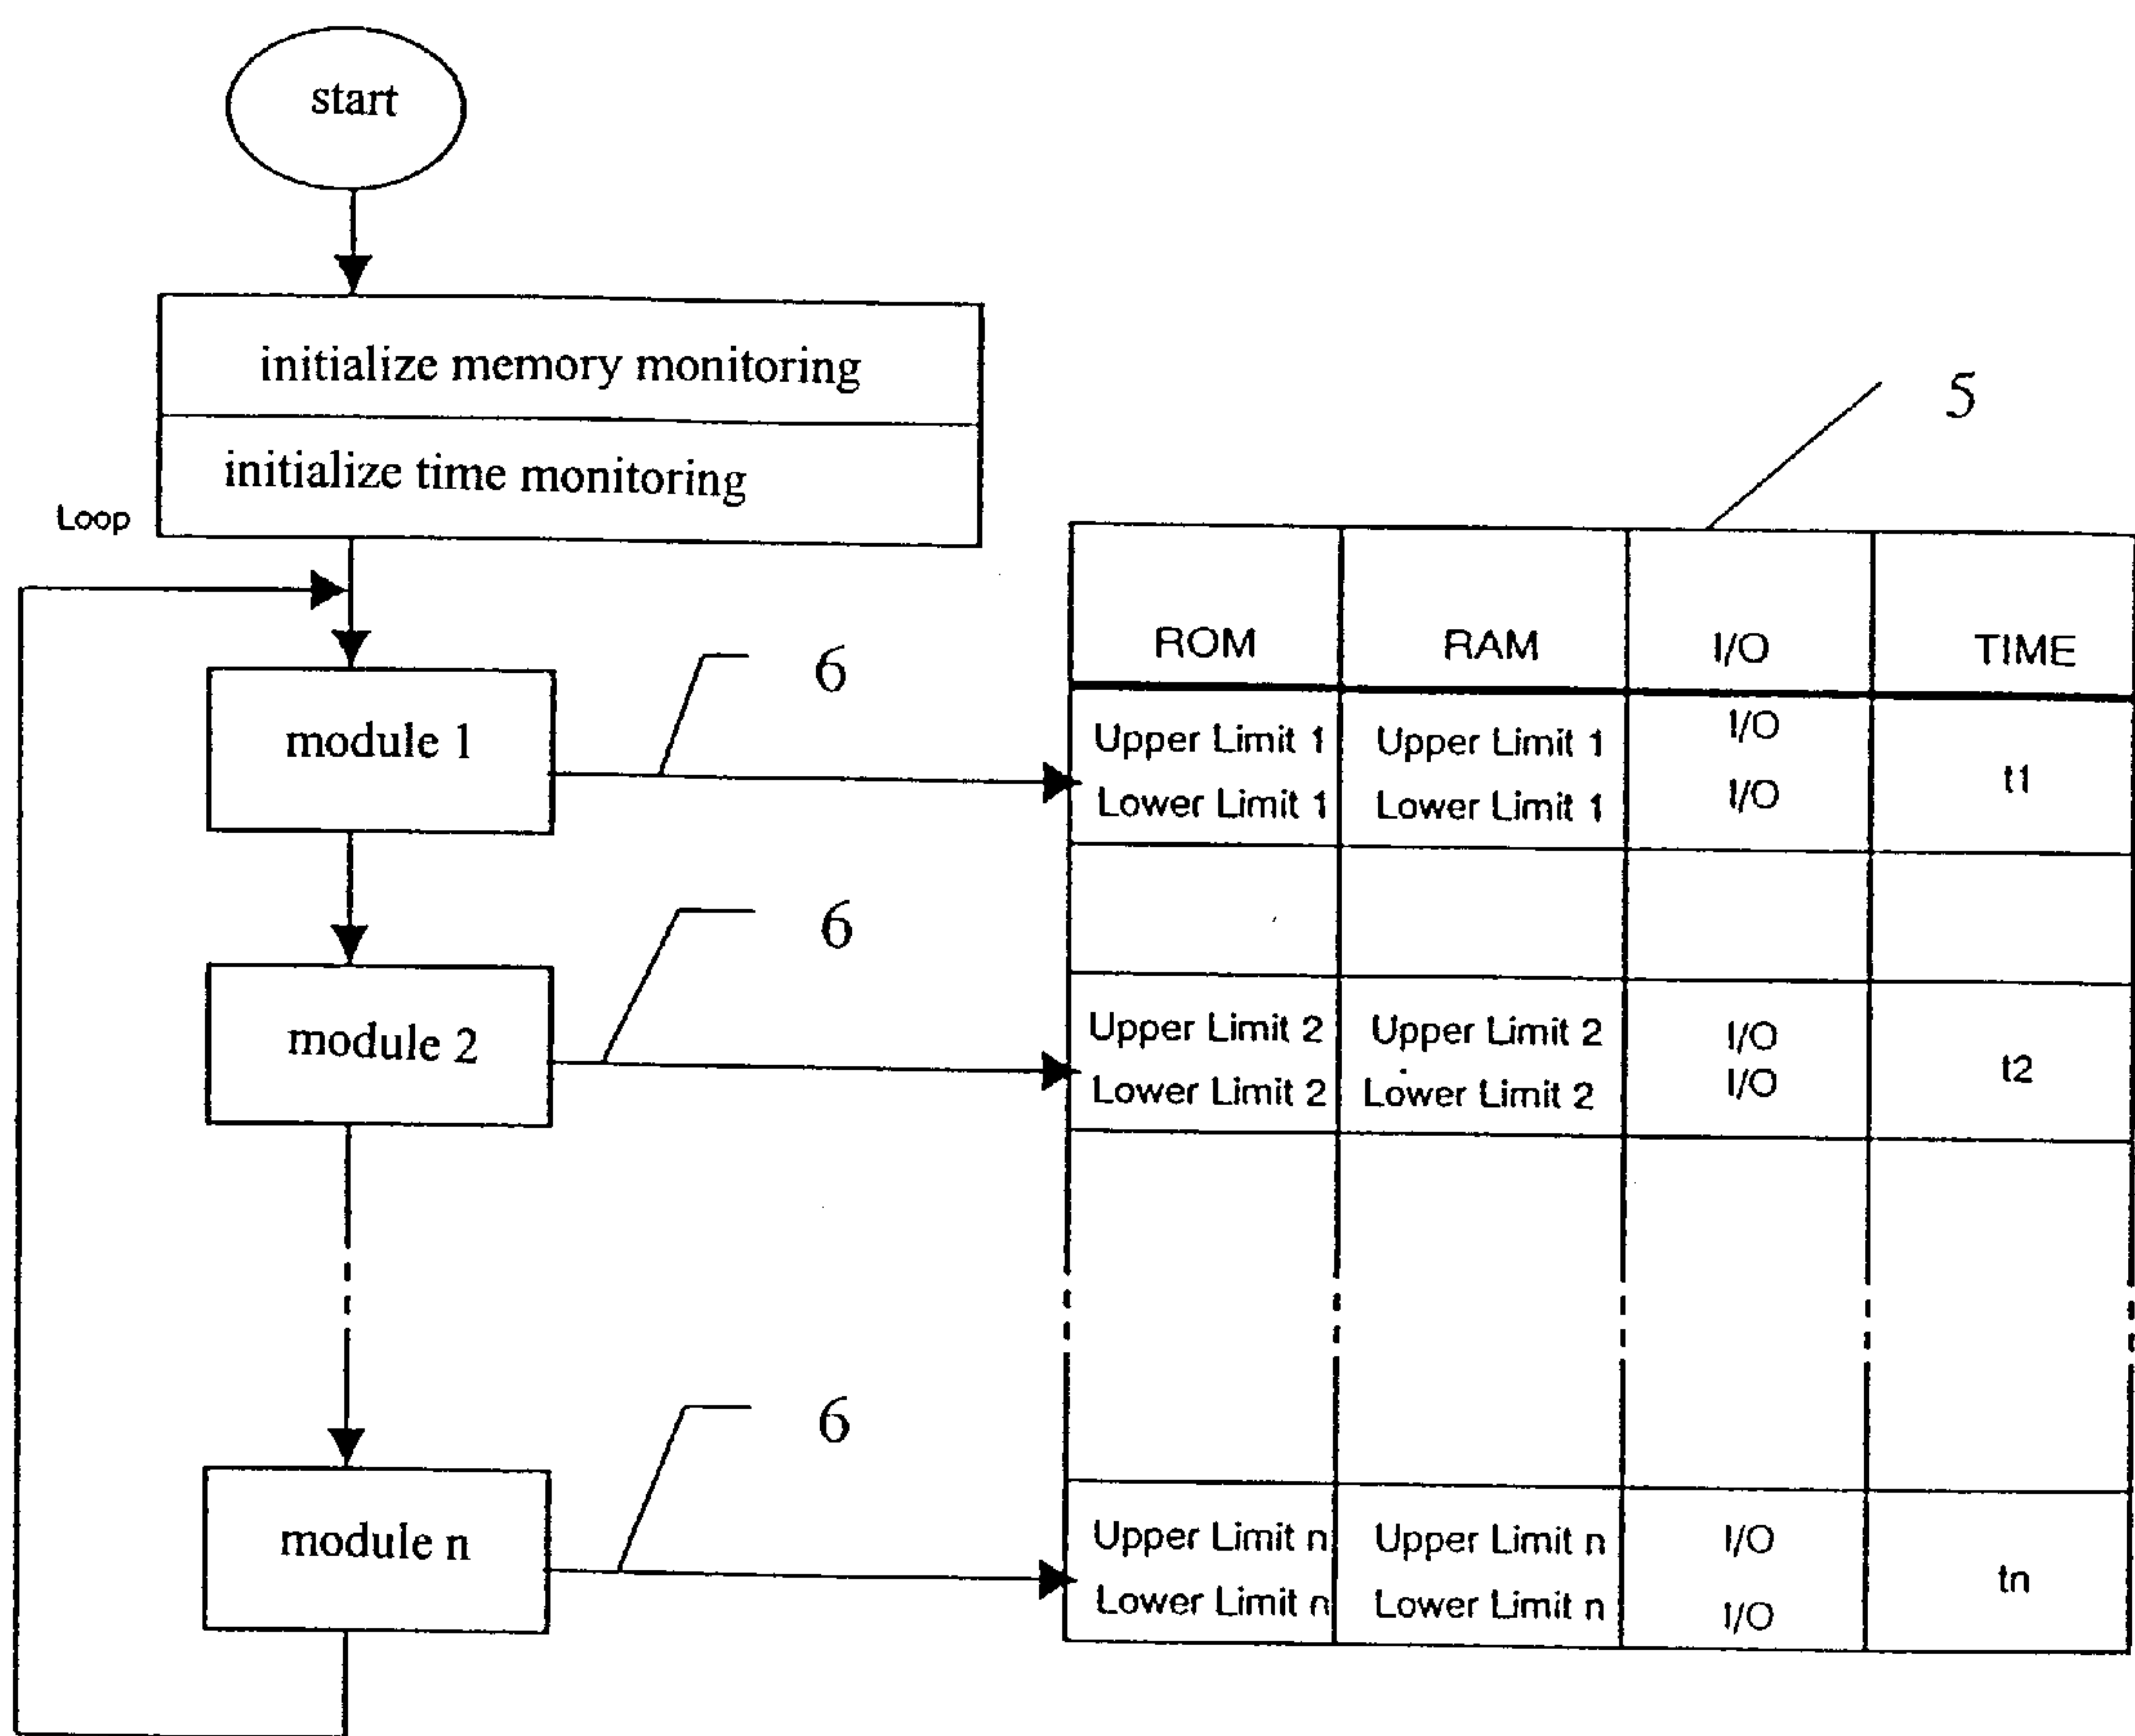 start
initialize memory monitoring
initialize time monitoring
Loop
5
ROM RAM I/O TIME
module 1
6
Upper Limit 1 Upper Limit 1 I/O
Lower Limit 1 Lower Limit 1 I/O
t1
module 2
6
Upper Limit 2 Upper Limit 2 I/O
Lower Limit 2 Lower Limit 2 I/O
t2
module n
6
Upper Limit n Upper Limit n I/O
Lower Limit n Lower Limit n I/O
tn